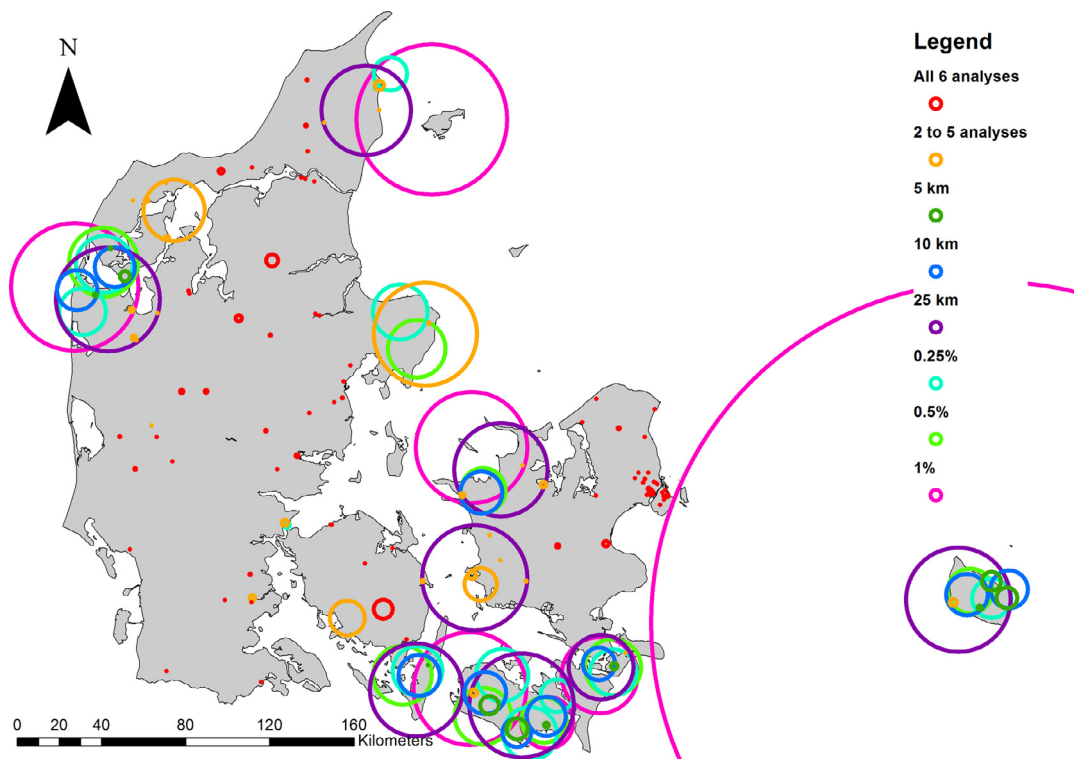 N
Legend
All 6 analyses
2 to 5 analyses
5 km
10 km
25 km
0.25%
0.5%
1%
0 20 40 80 120 160
Kilometers